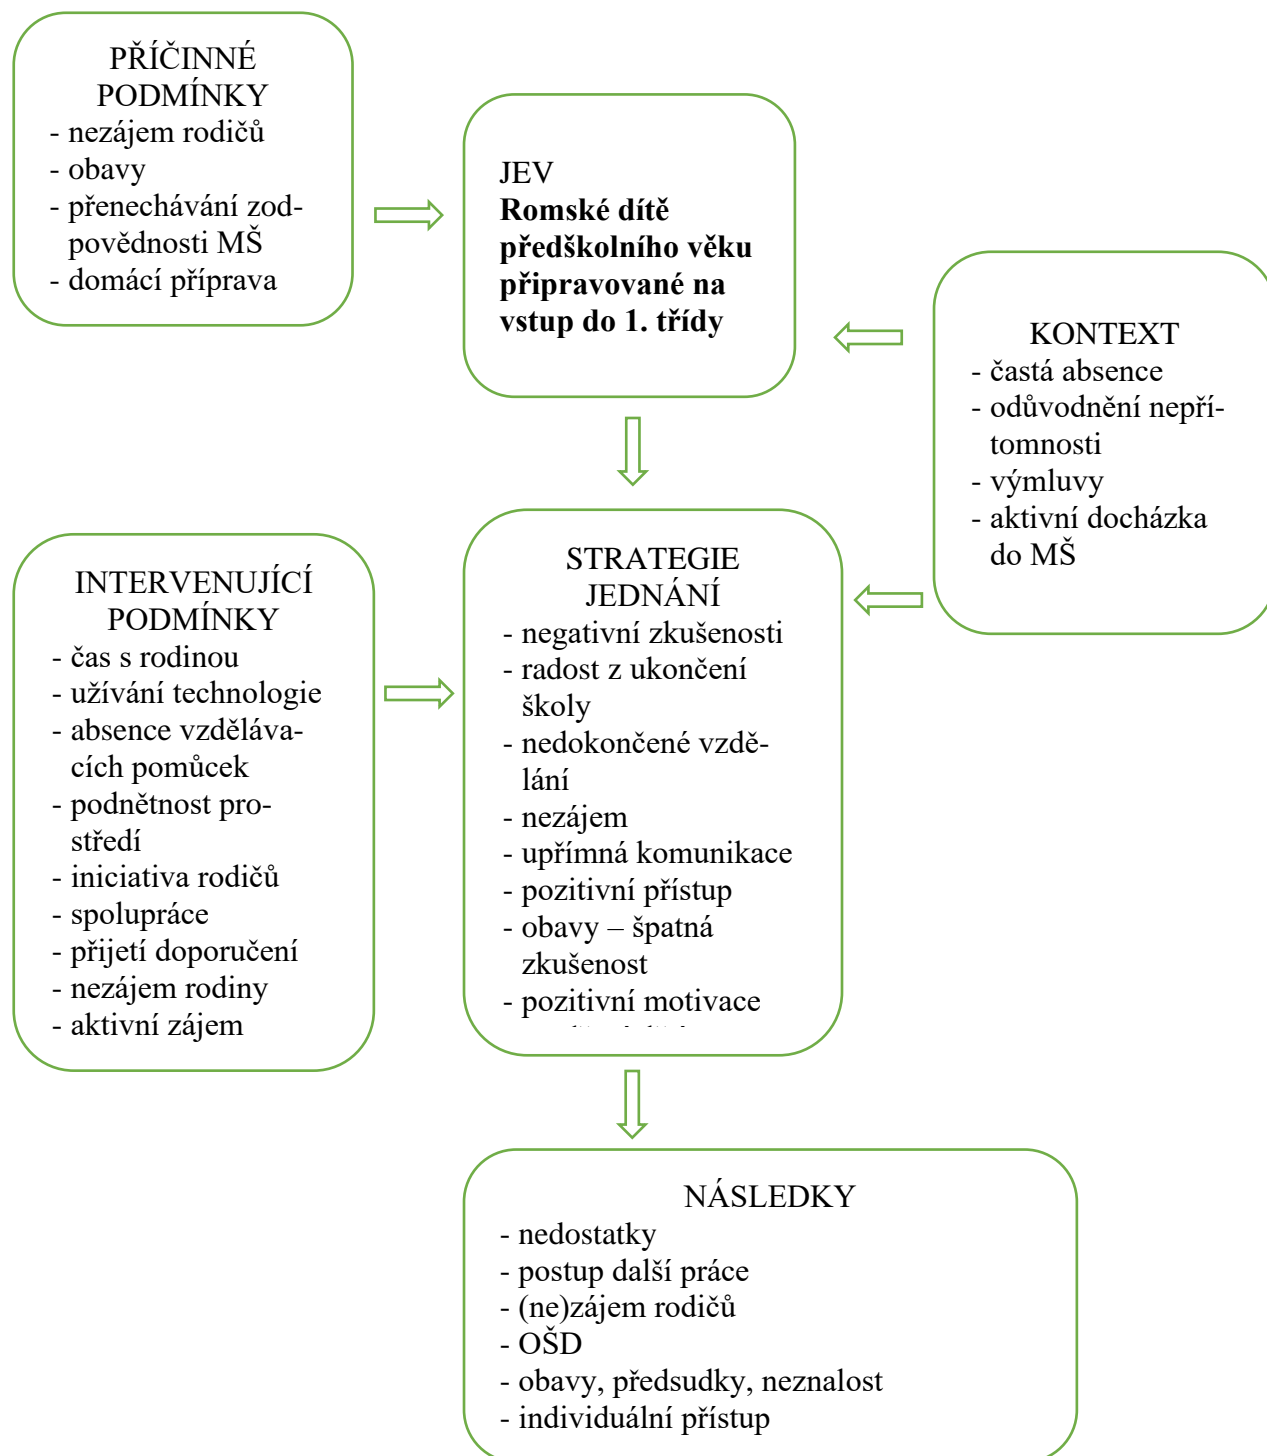 PŘÍČINNÉ
PODMÍNKY
- nezájem rodičů
- obavy
- přenechávání zod-
povědnosti MŠ
- domácí příprava
JEV
Romské dítě
předškolního věku
připravované na
vstup do 1. třídy
KONTEXT
- častá absence
- odůvodnění nepří-
tomnosti
- výmluvy
- aktivní docházka
do MŠ
INTERVENUJÍCÍ
PODMÍNKY
- čas s rodinou
- užívání technologie
- absence vzděláva-
cích pomůcek
- podnětnost pro-
středí
- iniciativa rodičů
- spolupráce
- přijetí doporučení
- nezájem rodiny
- aktivní zájem
STRATEGIE
JEDNÁNÍ
- negativní zkušenosti
- radost z ukončení
školy
- nedokončené vzdě-
lání
- nezájem
- upřímná komunikace
- pozitivní přístup
- obavy – špatná
zkušenost
- pozitivní motivace
NÁSLEDKY
- nedostatky
- postup další práce
- (ne)zájem rodičů
- OŠD
- obavy, předsudky, neznalost
- individuální přístup